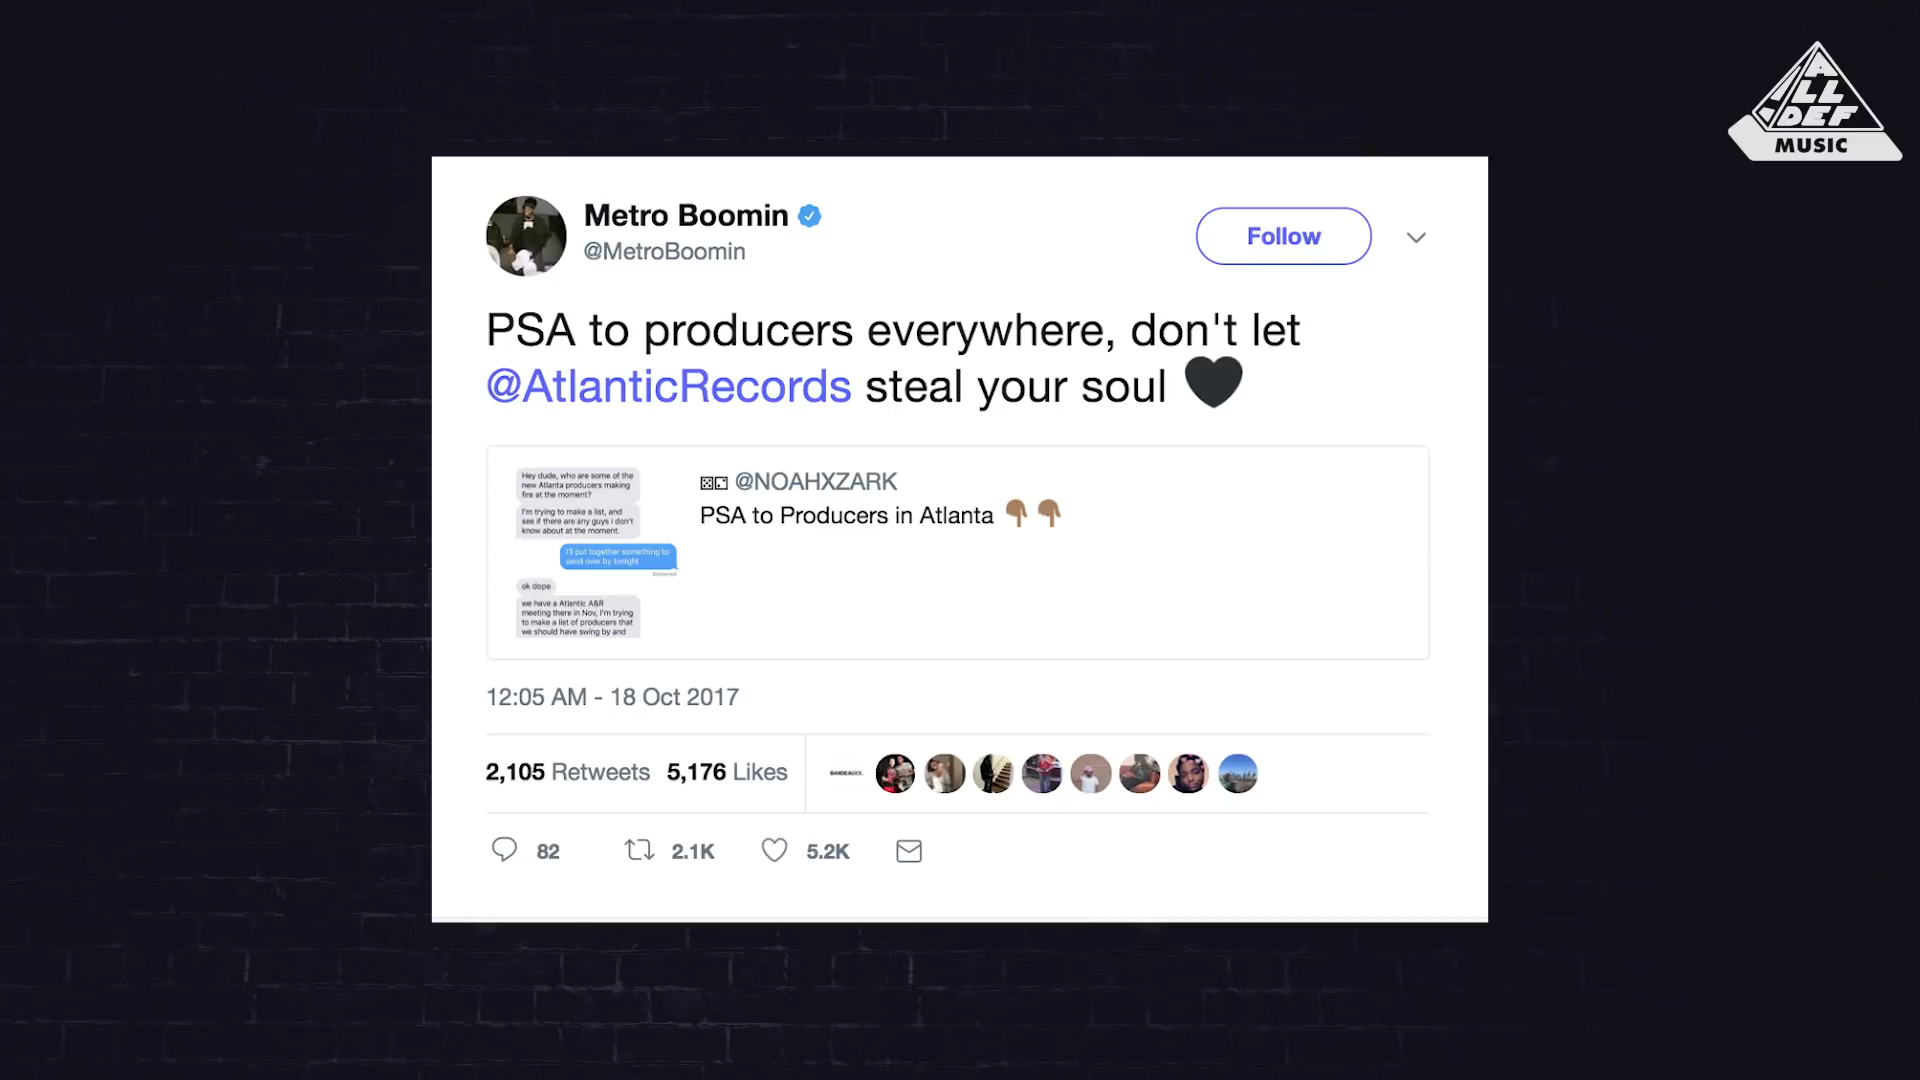 ALL
DEF
MUSIC
Metro Boomin
@MetroBoomin
Follow
PSA to producers everywhere, don't let
@AtlanticRecords steal your soul 🖤
Hey dude, who are some of the
new Atlanta producers making
fire at the moment?
I'm trying to make a list, and
see if there are any guys i don't
know about at the moment.
I'll put together something to
send over by tonight
Delivered
ok dope
we have a Atlantic A&R
meeting there in Nov, I'm trying
to make a list of producers that
we should have swing by and
⚄⚀ @NOAHXZARK
PSA to Producers in Atlanta 👇🏾👇🏾
12:05 AM - 18 Oct 2017
2,105 Retweets 5,176 Likes
BANDEAUXX.
82 2.1K 5.2K